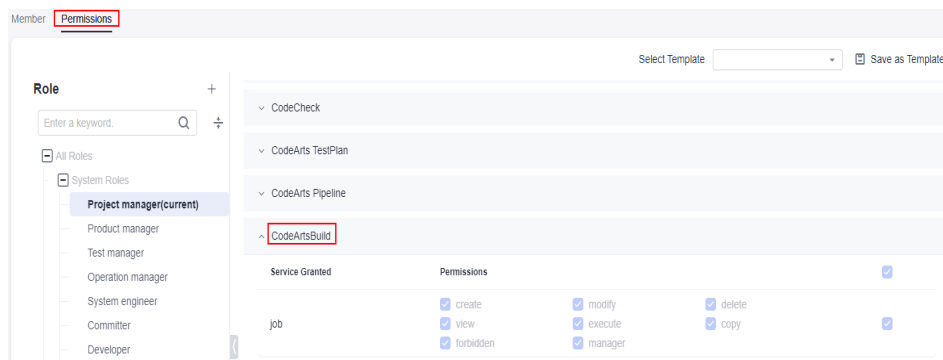 Member Permissions
Select Template Save as Template
Role
Enter a keyword.
All Roles
System Roles
Project manager(current)
Product manager
Test manager
Operation manager
System engineer
Committer
Developer
CodeCheck
CodeArts TestPlan
CodeArts Pipeline
CodeArtsBuild
Service Granted Permissions
create modify delete
job view execute copy
forbidden manager